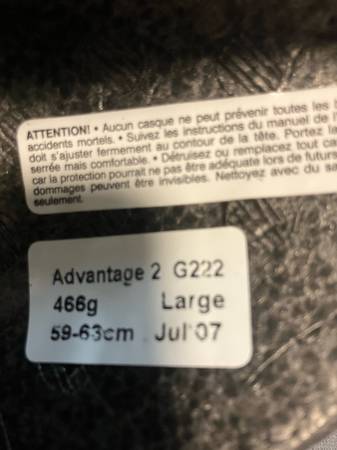 ATTENTION! • Aucun casque ne peut prévenir toutes les
accidents mortels. • Suivez les instructions du manuel de
doit s'ajuster fermement au contour de la tête. Portez
serrée mais comfortable. • Détruisez ou remplacez tout
car la protection pourrait ne pas être adéquate lors de futurs
dommages peuvent être invisibles. Nettoyez avec du
seulement.
Advantage 2 G222
466g Large
59-63cm Jul'07